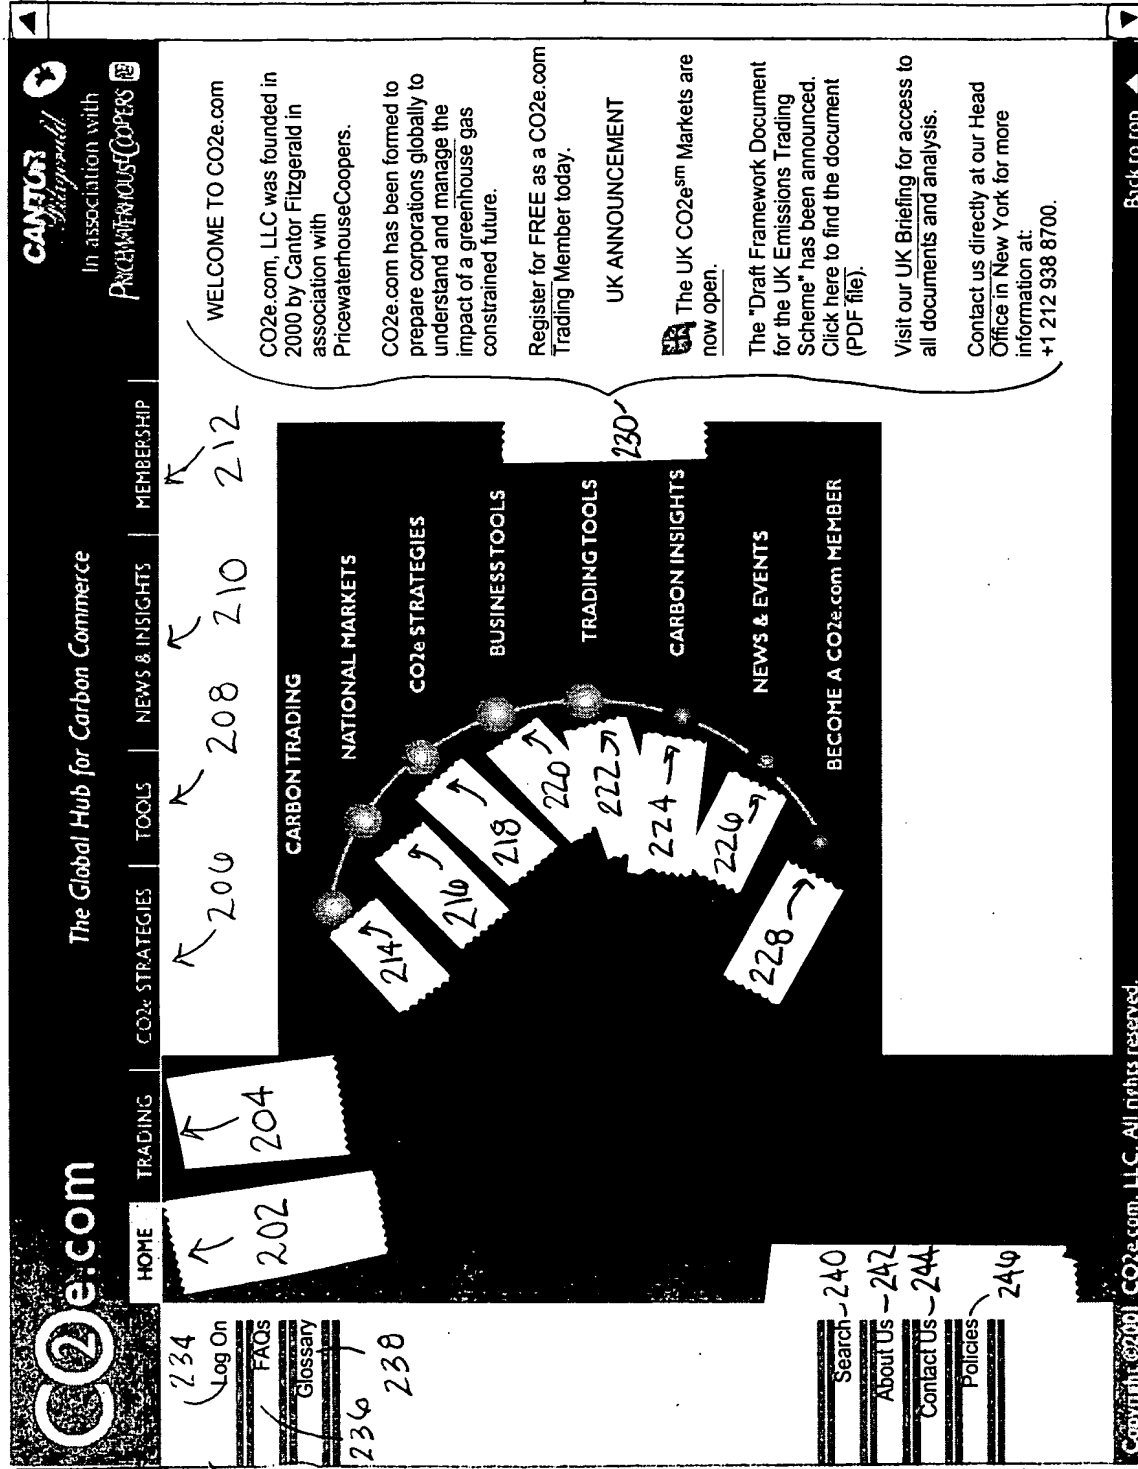 CO2e.com
The Global Hub for Carbon Commerce
CANTOR
Fitzgerald
In association with
PRICEWATERHOUSECOOPERS
HOME
TRADING
CO2e STRATEGIES
TOOLS
NEWS & INSIGHTS
MEMBERSHIP
202
204
206
208
210
212
234
Log On
FAQs
Glossary
236
238
Search - 240
About Us - 242
Contact Us - 244
Policies
246
CARBON TRADING
NATIONAL MARKETS
CO2e STRATEGIES
BUSINESS TOOLS
TRADING TOOLS
CARBON INSIGHTS
NEWS & EVENTS
BECOME A CO2e.com MEMBER
214
216
218
220
222
224
226
228
230
WELCOME TO CO2e.com
CO2e.com, LLC was founded in
2000 by Cantor Fitzgerald in
association with
PricewaterhouseCoopers.
CO2e.com has been formed to
prepare corporations globally to
understand and manage the
impact of a greenhouse gas
constrained future.
Register for FREE as a CO2e.com
Trading Member today.
UK ANNOUNCEMENT
The UK CO2e℠ Markets are
now open.
The "Draft Framework Document
for the UK Emissions Trading
Scheme" has been announced.
Click here to find the document
(PDF file).
Visit our UK Briefing for access to
all documents and analysis.
Contact us directly at our Head
Office in New York for more
information at:
+1 212 938 8700.
Copyright ©2001 CO2e.com, LLC. All rights reserved.
Back to top